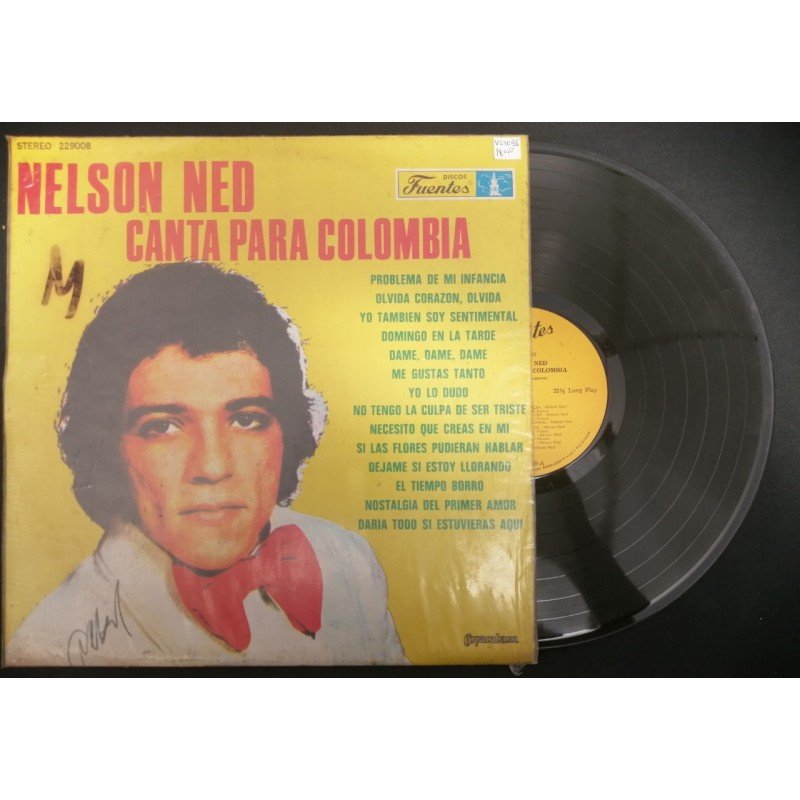 STEREO 229008
NELSON NED
CANTA PARA COLOMBIA
DISCOS
Fuentes
M
PROBLEMA DE MI INFANCIA
OLVIDA CORAZON, OLVIDA
YO TAMBIEN SOY SENTIMENTAL
DOMINGO EN LA TARDE
DAME, DAME, DAME
ME GUSTAS TANTO
YO LO DUDO
NO TENGO LA CULPA DE SER TRISTE
NECESITO QUE CREAS EN MI
SI LAS FLORES PUDIERAN HABLAR
DEJAME SI ESTOY LLORANDO
EL TIEMPO BORRO
NOSTALGIA DEL PRIMER AMOR
DARIA TODO SI ESTUVIERAS AQUI
Copacabana
ntes
NED
COLOMBIA
33⅓ Long Play